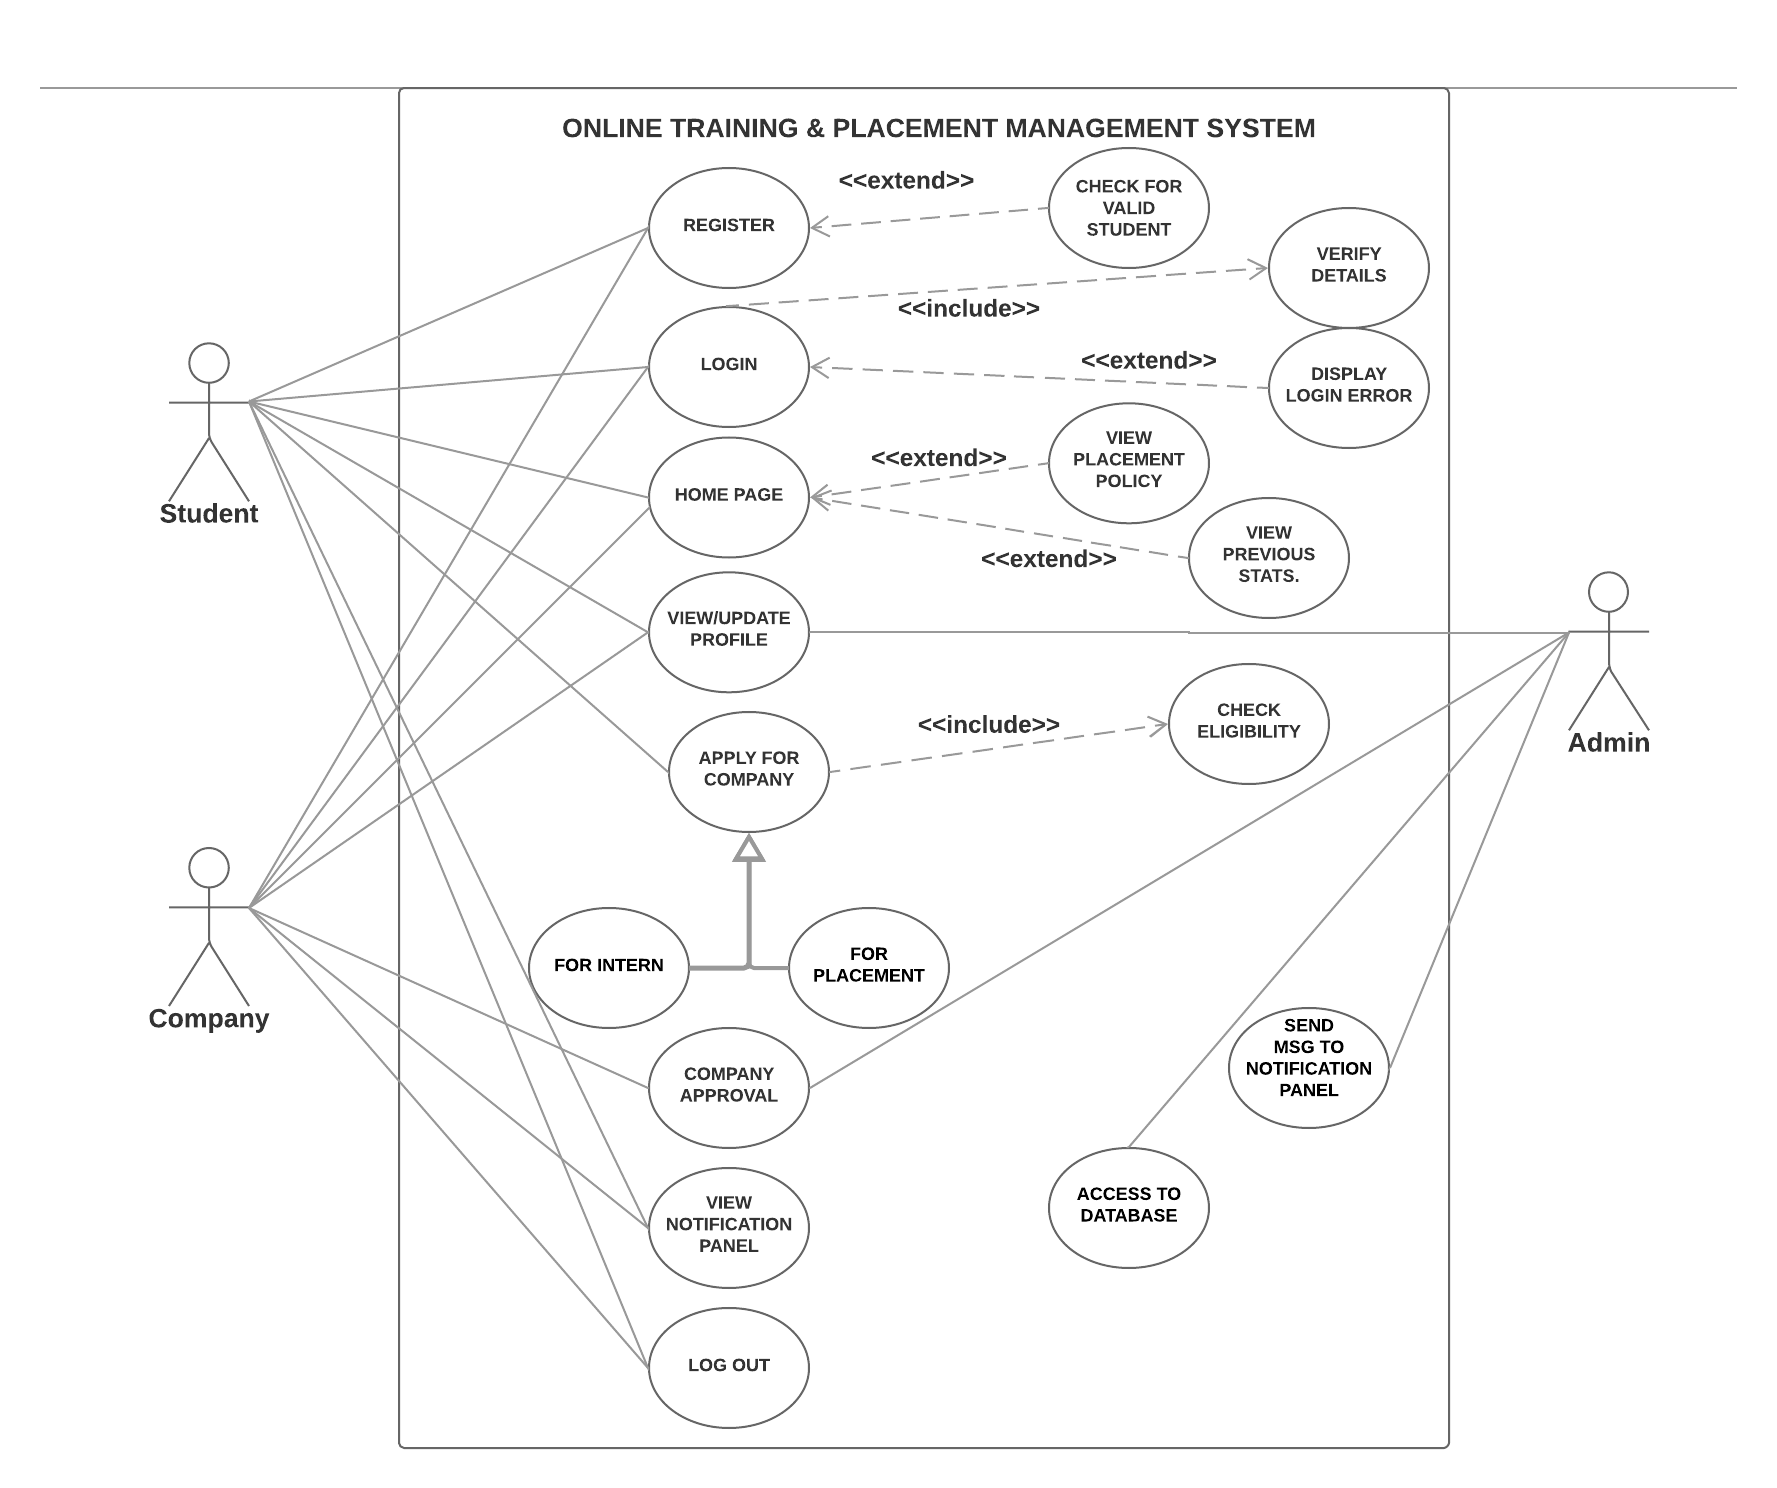 ONLINE TRAINING & PLACEMENT MANAGEMENT SYSTEM
<<extend>>
CHECK FOR
VALID
STUDENT
REGISTER
VERIFY
DETAILS
<<include>>
LOGIN
<<extend>>
DISPLAY
LOGIN ERROR
VIEW
PLACEMENT
POLICY
<<extend>>
HOME PAGE
Student
VIEW
PREVIOUS
STATS.
<<extend>>
VIEW/UPDATE
PROFILE
CHECK
ELIGIBILITY
<<include>>
Admin
APPLY FOR
COMPANY
FOR INTERN
FOR
PLACEMENT
Company
SEND
MSG TO
NOTIFICATION
PANEL
COMPANY
APPROVAL
VIEW
NOTIFICATION
PANEL
ACCESS TO
DATABASE
LOG OUT